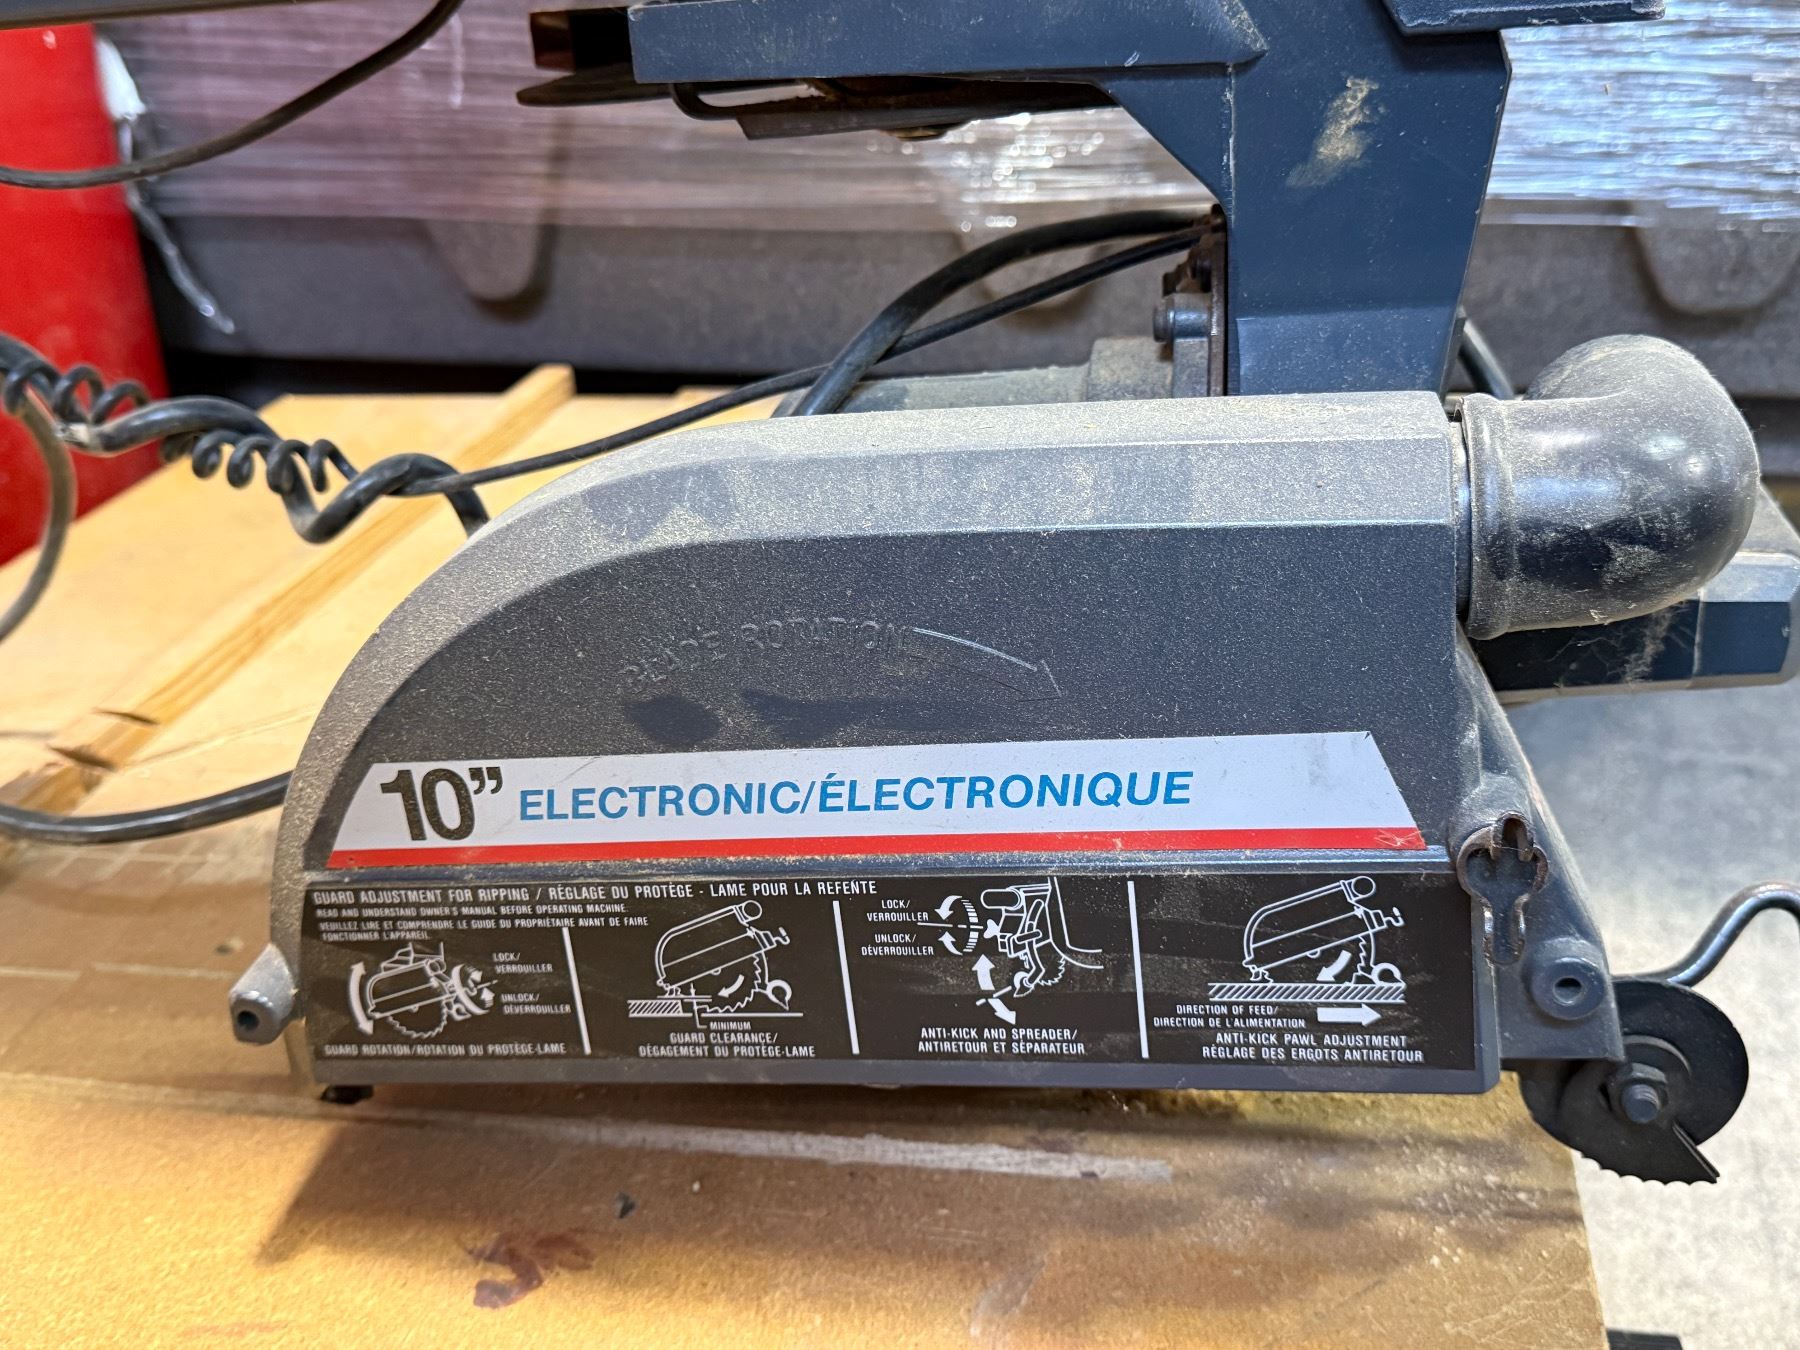 BLADE ROTATION
10” ELECTRONIC/ÉLECTRONIQUE
GUARD ADJUSTMENT FOR RIPPING / RÉGLAGE DU PROTÈGE - LAME POUR LA REFENTE
READ AND UNDERSTAND OWNER'S MANUAL BEFORE OPERATING MACHINE.
VEUILLEZ LIRE ET COMPRENDRE LE GUIDE DU PROPRIÉTAIRE AVANT DE FAIRE
FONCTIONNER L'APPAREIL.
LOCK/
VERROUILLER
UNLOCK/
DÉVERROUILLER
GUARD ROTATION/ROTATION DU PROTÈGE-LAME
MINIMUM
GUARD CLEARANCE/
DÉGAGEMENT DU PROTÈGE-LAME
LOCK/
VERROUILLER
UNLOCK/
DÉVERROUILLER
ANTI-KICK AND SPREADER/
ANTIRETOUR ET SÉPARATEUR
DIRECTION OF FEED/
DIRECTION DE L'ALIMENTATION
ANTI-KICK PAWL ADJUSTMENT
RÉGLAGE DES ERGOTS ANTIRETOUR